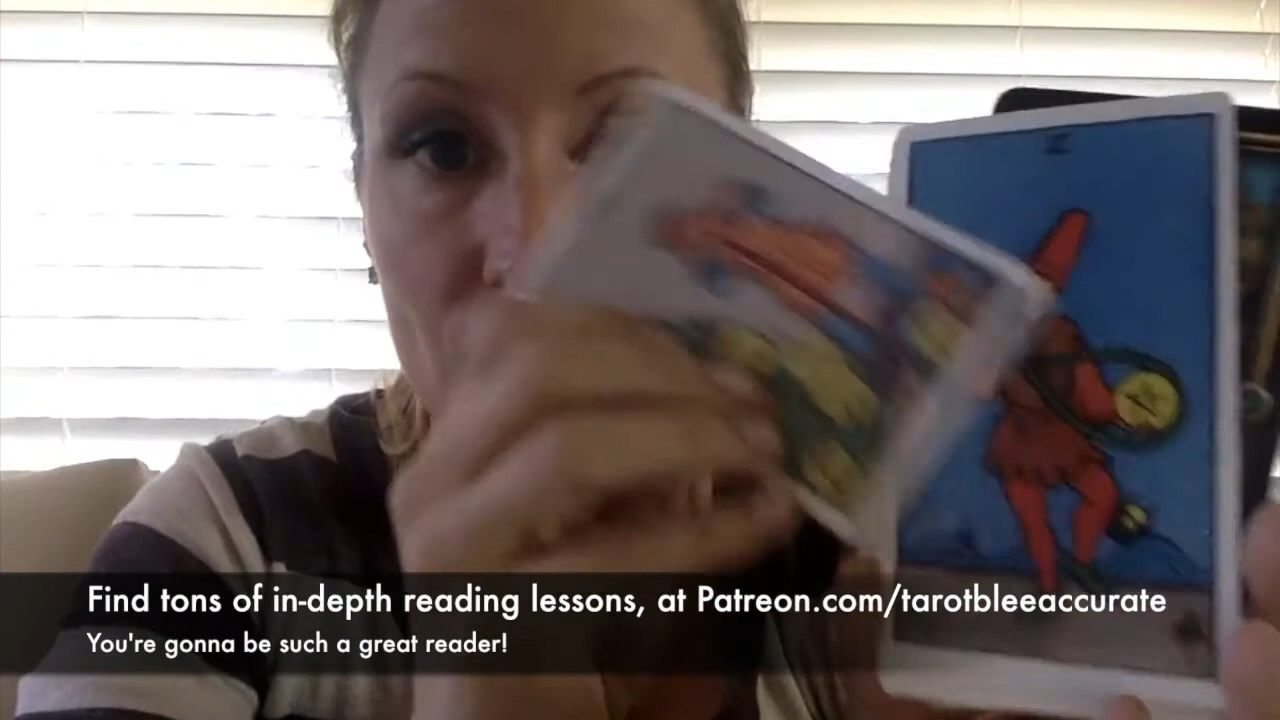 Find tons of in-depth reading lessons, at Patreon.com/tarotbleeaccurate
You're gonna be such a great reader!